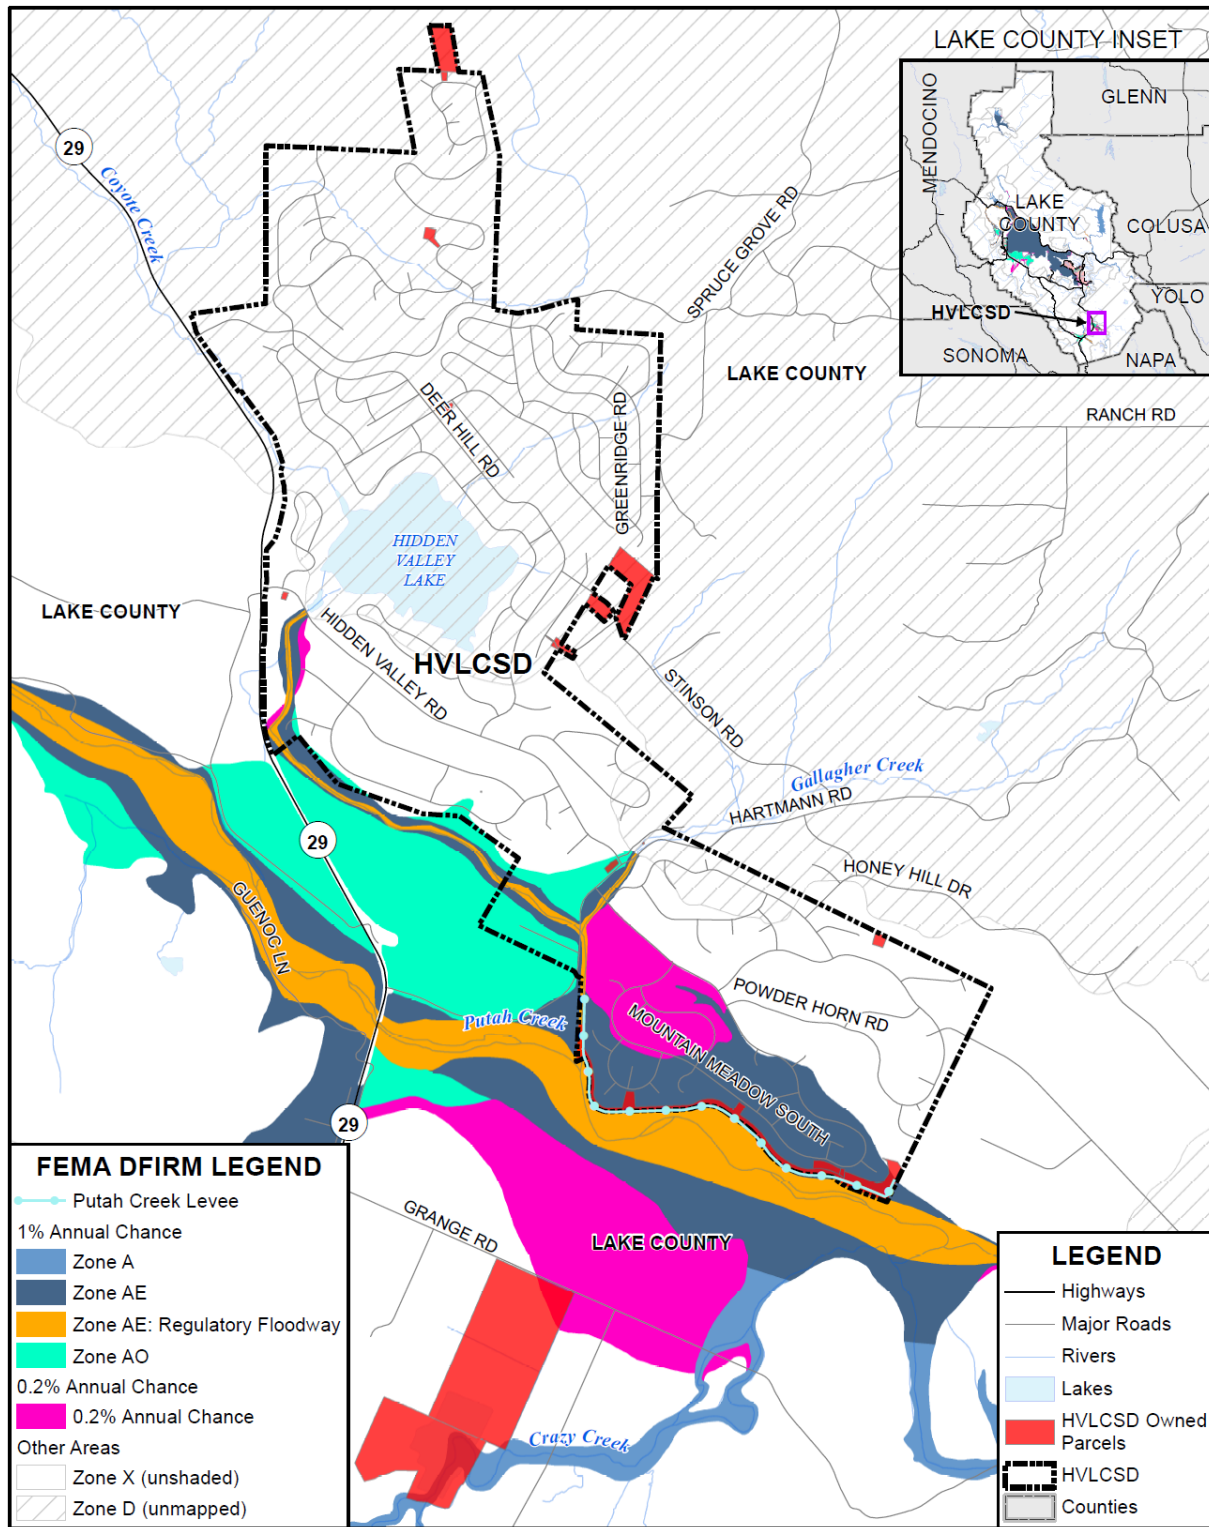 LAKE COUNTY INSET
MENDOCINO
GLENN
LAKE
COUNTY
COLUSA
YOLO
HVLCSD
SONOMA
NAPA
29
Coyote Creek
SPRUCE GROVE RD
LAKE COUNTY
RANCH RD
DEER HILL RD
GREENRIDGE RD
HIDDEN
VALLEY
LAKE
LAKE COUNTY
HIDDEN VALLEY RD
HVLCSD
STINSON RD
Gallagher Creek
HARTMANN RD
29
HONEY HILL DR
GUENOC LN
POWDER HORN RD
Putah Creek
MOUNTAIN MEADOW SOUTH
29
GRANGE RD
LAKE COUNTY
Crazy Creek
FEMA DFIRM LEGEND
Putah Creek Levee
1% Annual Chance
Zone A
Zone AE
Zone AE: Regulatory Floodway
Zone AO
0.2% Annual Chance
0.2% Annual Chance
Other Areas
Zone X (unshaded)
Zone D (unmapped)
LEGEND
Highways
Major Roads
Rivers
Lakes
HVLCSD Owned
Parcels
HVLCSD
Counties